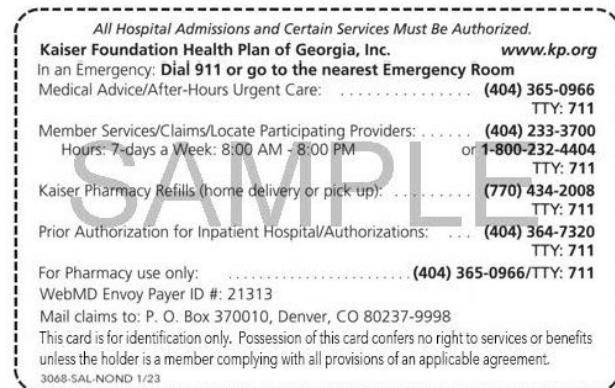 All Hospital Admissions and Certain Services Must Be Authorized.
Kaiser Foundation Health Plan of Georgia, Inc. www.kp.org
In an Emergency: Dial 911 or go to the nearest Emergency Room
Medical Advice/After-Hours Urgent Care: . . . . . . . . . . . . . . . . (404) 365-0966
TTY: 711
Member Services/Claims/Locate Participating Providers: . . . . . . (404) 233-3700
Hours: 7-days a Week: 8:00 AM - 8:00 PM or 1-800-232-4404
TTY: 711
SAMPLE
Kaiser Pharmacy Refills (home delivery or pick up): . . . . . . . . . (770) 434-2008
TTY: 711
Prior Authorization for Inpatient Hospital/Authorizations: . . . (404) 364-7320
TTY: 711
For Pharmacy use only: . . . . . . . . . . . . . . . . . . . . . . (404) 365-0966/TTY: 711
WebMD Envoy Payer ID #: 21313
Mail claims to: P. O. Box 370010, Denver, CO 80237-9998
This card is for identification only. Possession of this card confers no right to services or benefits
unless the holder is a member complying with all provisions of an applicable agreement.
3068-SAL-NOND 1/23